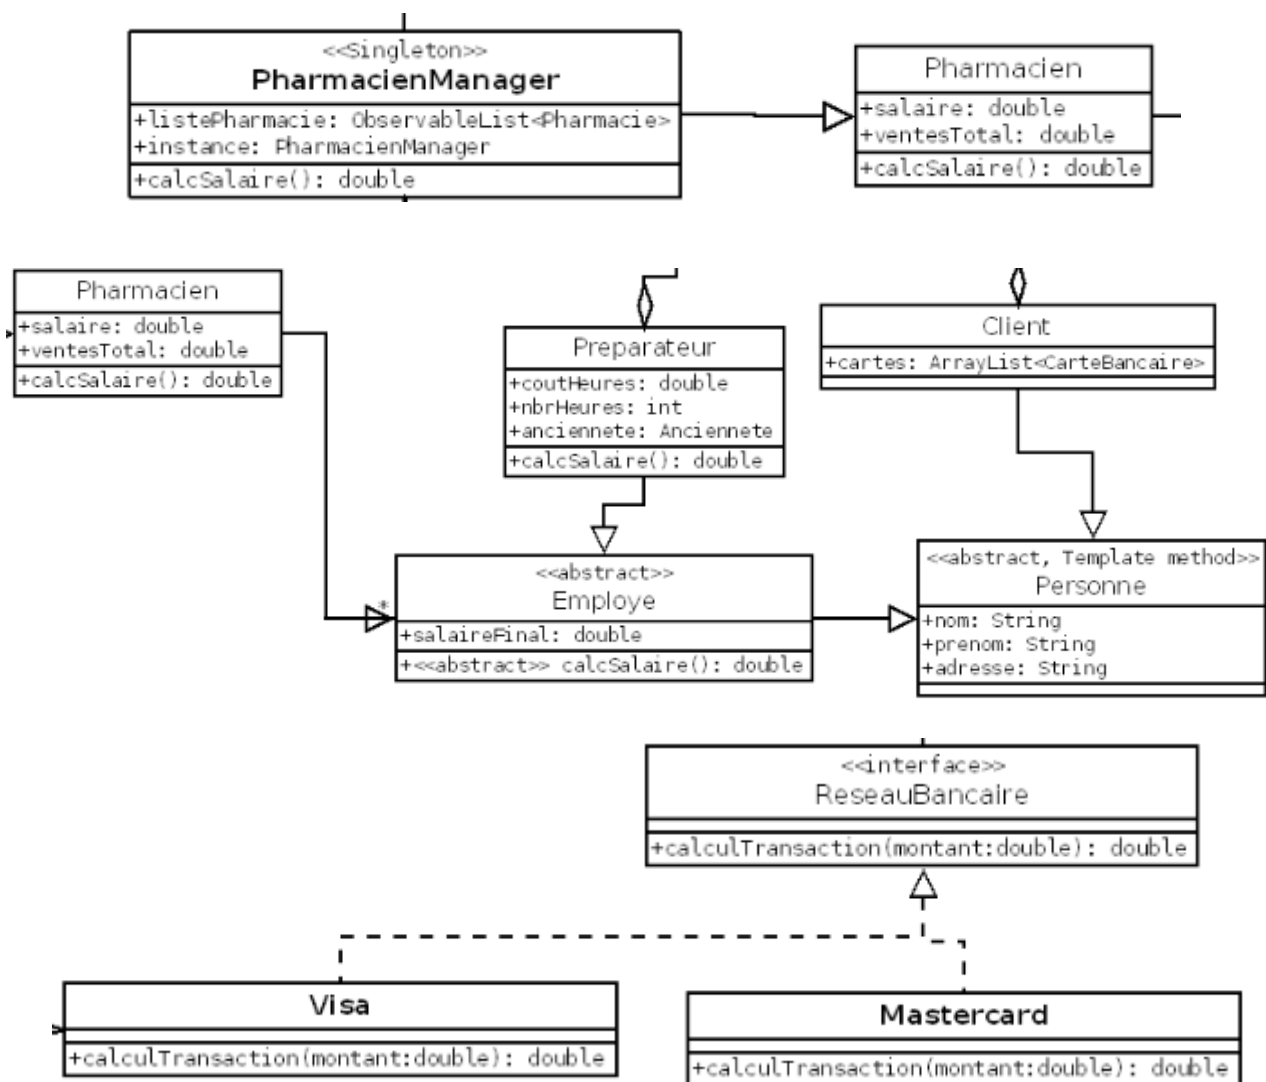 <<Singleton>>
PharmacienManager
+listePharmacie: ObservableList<Pharmacie>
+instance: PharmacienManager
+calcSalaire(): double
Pharmacien
+salaire: double
+ventesTotal: double
+calcSalaire(): double
Pharmacien
+salaire: double
+ventesTotal: double
+calcSalaire(): double
Preparateur
+coutHeures: double
+nbrHeures: int
+anciennete: Anciennete
+calcSalaire(): double
Client
+cartes: ArrayList<CarteBancaire>
*
<<abstract>>
Employe
+salaireFinal: double
+<<abstract>> calcSalaire(): double
<<abstract, Template method>>
Personne
+nom: String
+prenom: String
+adresse: String
<<interface>>
ReseauBancaire
+calculTransaction(montant:double): double
Visa
+calculTransaction(montant:double): double
Mastercard
+calculTransaction(montant:double): double